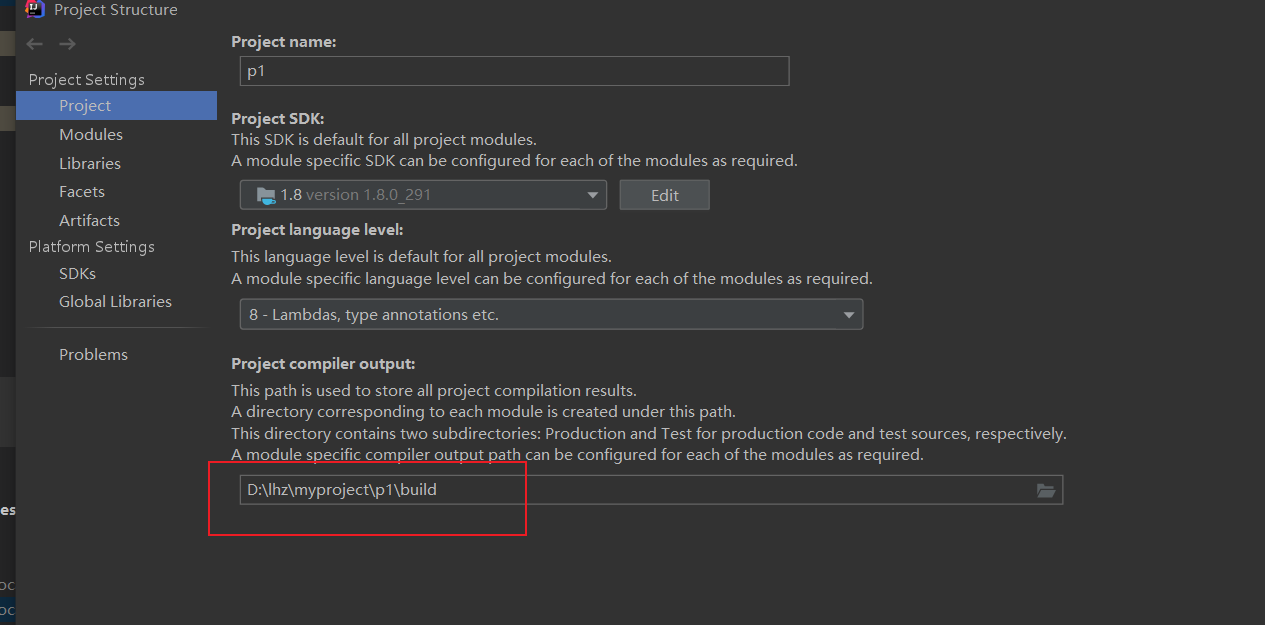 Project Structure
Project Settings
Project
Modules
Libraries
Facets
Artifacts
Platform Settings
SDKs
Global Libraries
Problems
Project name:
p1
Project SDK:
This SDK is default for all project modules.
A module specific SDK can be configured for each of the modules as required.
1.8 version 1.8.0_291
Edit
Project language level:
This language level is default for all project modules.
A module specific language level can be configured for each of the modules as required.
8 - Lambdas, type annotations etc.
Project compiler output:
This path is used to store all project compilation results.
A directory corresponding to each module is created under this path.
This directory contains two subdirectories: Production and Test for production code and test sources, respectively.
A module specific compiler output path can be configured for each of the modules as required.
D:\lhz\myproject\p1\build